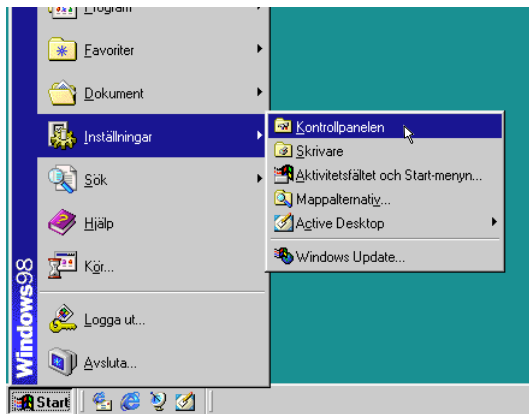 Program
Favoriter
Dokument
Inställningar
Sök
Hjälp
Kör...
Logga ut...
Avsluta...
Kontrollpanelen
Skrivare
Aktivitetsfältet och Start-menyn...
Mappalternativ...
Active Desktop
Windows Update...
Windows98
Start